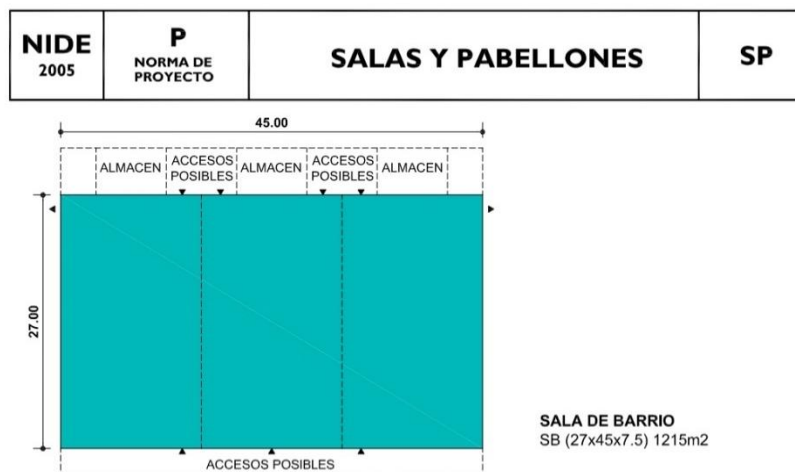 NIDE
2005
P
NORMA DE
PROYECTO
SALAS Y PABELLONES
SP
45.00
ALMACEN
ACCESOS
POSIBLES
ALMACEN
ACCESOS
POSIBLES
ALMACEN
27.00
ACCESOS POSIBLES
SALA DE BARRIO
SB (27x45x7.5) 1215m2